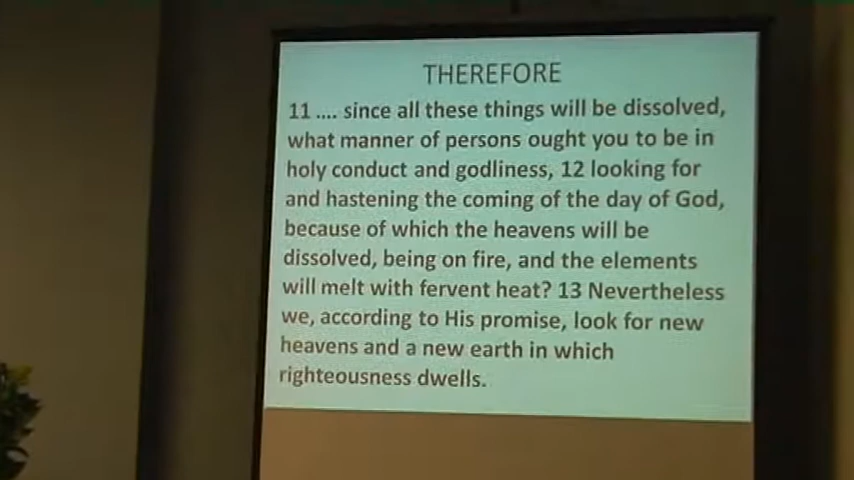 THEREFORE
11 .... since all these things will be dissolved,
what manner of persons ought you to be in
holy conduct and godliness, 12 looking for
and hastening the coming of the day of God,
because of which the heavens will be
dissolved, being on fire, and the elements
will melt with fervent heat? 13 Nevertheless
we, according to His promise, look for new
heavens and a new earth in which
righteousness dwells.